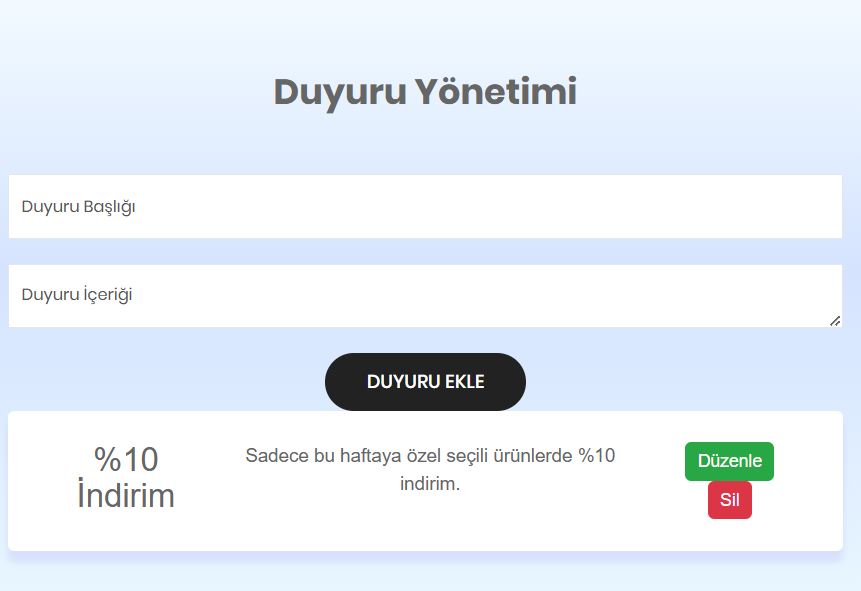 Duyuru Yönetimi
Duyuru Başlığı
Duyuru İçeriği
DUYURU EKLE
%10
İndirim
Sadece bu haftaya özel seçili ürünlerde %10
indirim.
Düzenle
Sil